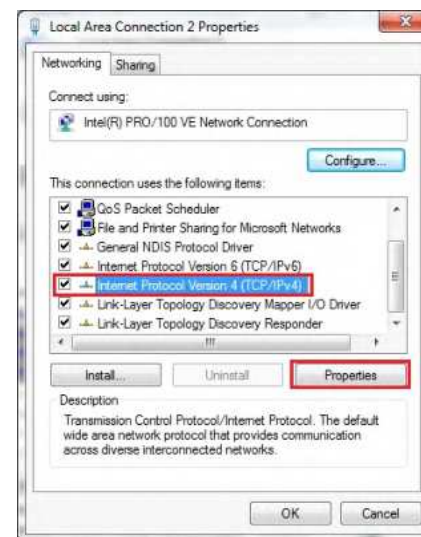 Local Area Connection 2 Properties
Networking
Sharing
Connect using:
Intel(R) PRO/100 VE Network Connection
Configure...
This connection uses the following items:
QoS Packet Scheduler
File and Printer Sharing for Microsoft Networks
General NDIS Protocol Driver
Internet Protocol Version 6 (TCP/IPv6)
Internet Protocol Version 4 (TCP/IPv4)
Link-Layer Topology Discovery Mapper I/O Driver
Link-Layer Topology Discovery Responder
Install...
Uninstall
Properties
Description
Transmission Control Protocol/Internet Protocol. The default
wide area network protocol that provides communication
across diverse interconnected networks.
OK
Cancel